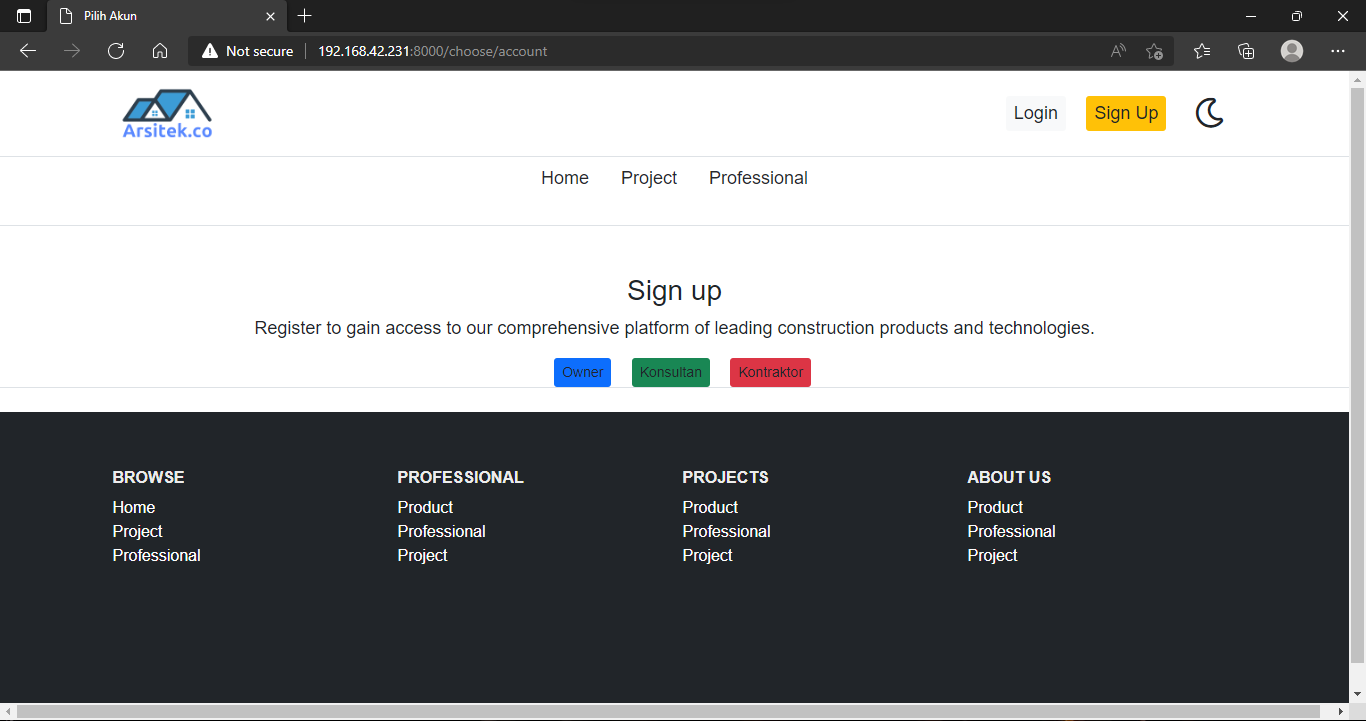 Pilih Akun
Not secure 192.168.42.231:8000/choose/account
Arsitek.co
Login Sign Up
Home Project Professional
Sign up
Register to gain access to our comprehensive platform of leading construction products and technologies.
Owner Konsultan Kontraktor
BROWSE PROFESSIONAL PROJECTS ABOUT US
Home Product Product Product
Project Professional Professional Professional
Professional Project Project Project